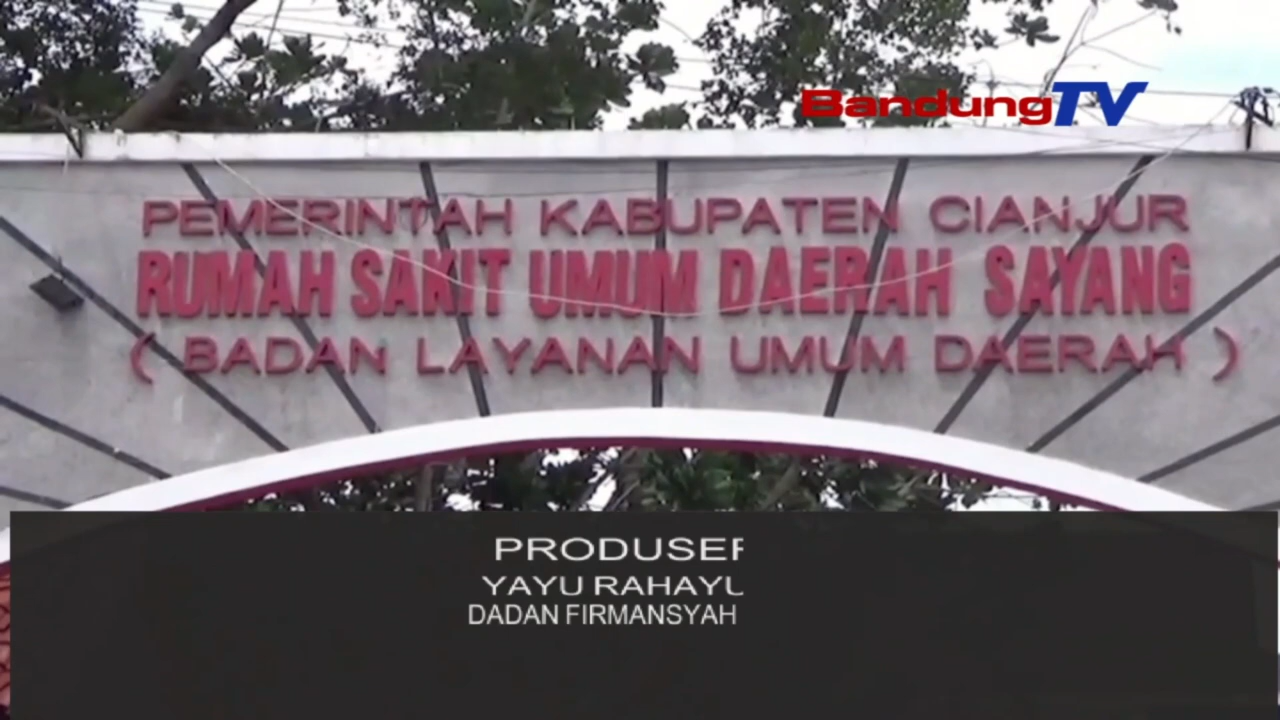 BandungTV
PEMERINTAH KABUPATEN CIANJUR
RUMAH SAKIT UMUM DAERAH SAYANG
( BADAN LAYANAN UMUM DAERAH )
PRODUSER
YAYU RAHAYU
DADAN FIRMANSYAH